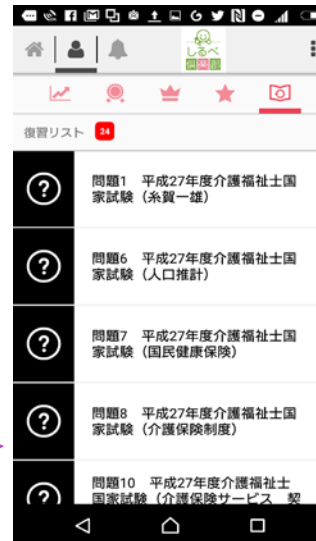 しるべ
倶楽部
復習リスト 24
問題1 平成27年度介護福祉士国
家試験(糸賀一雄)
問題6 平成27年度介護福祉士国
家試験(人口推計)
問題7 平成27年度介護福祉士国
家試験(国民健康保険)
問題8 平成27年度介護福祉士国
家試験(介護保険制度)
問題10 平成27年度介護福祉士
国家試験(介護保険サービス 契